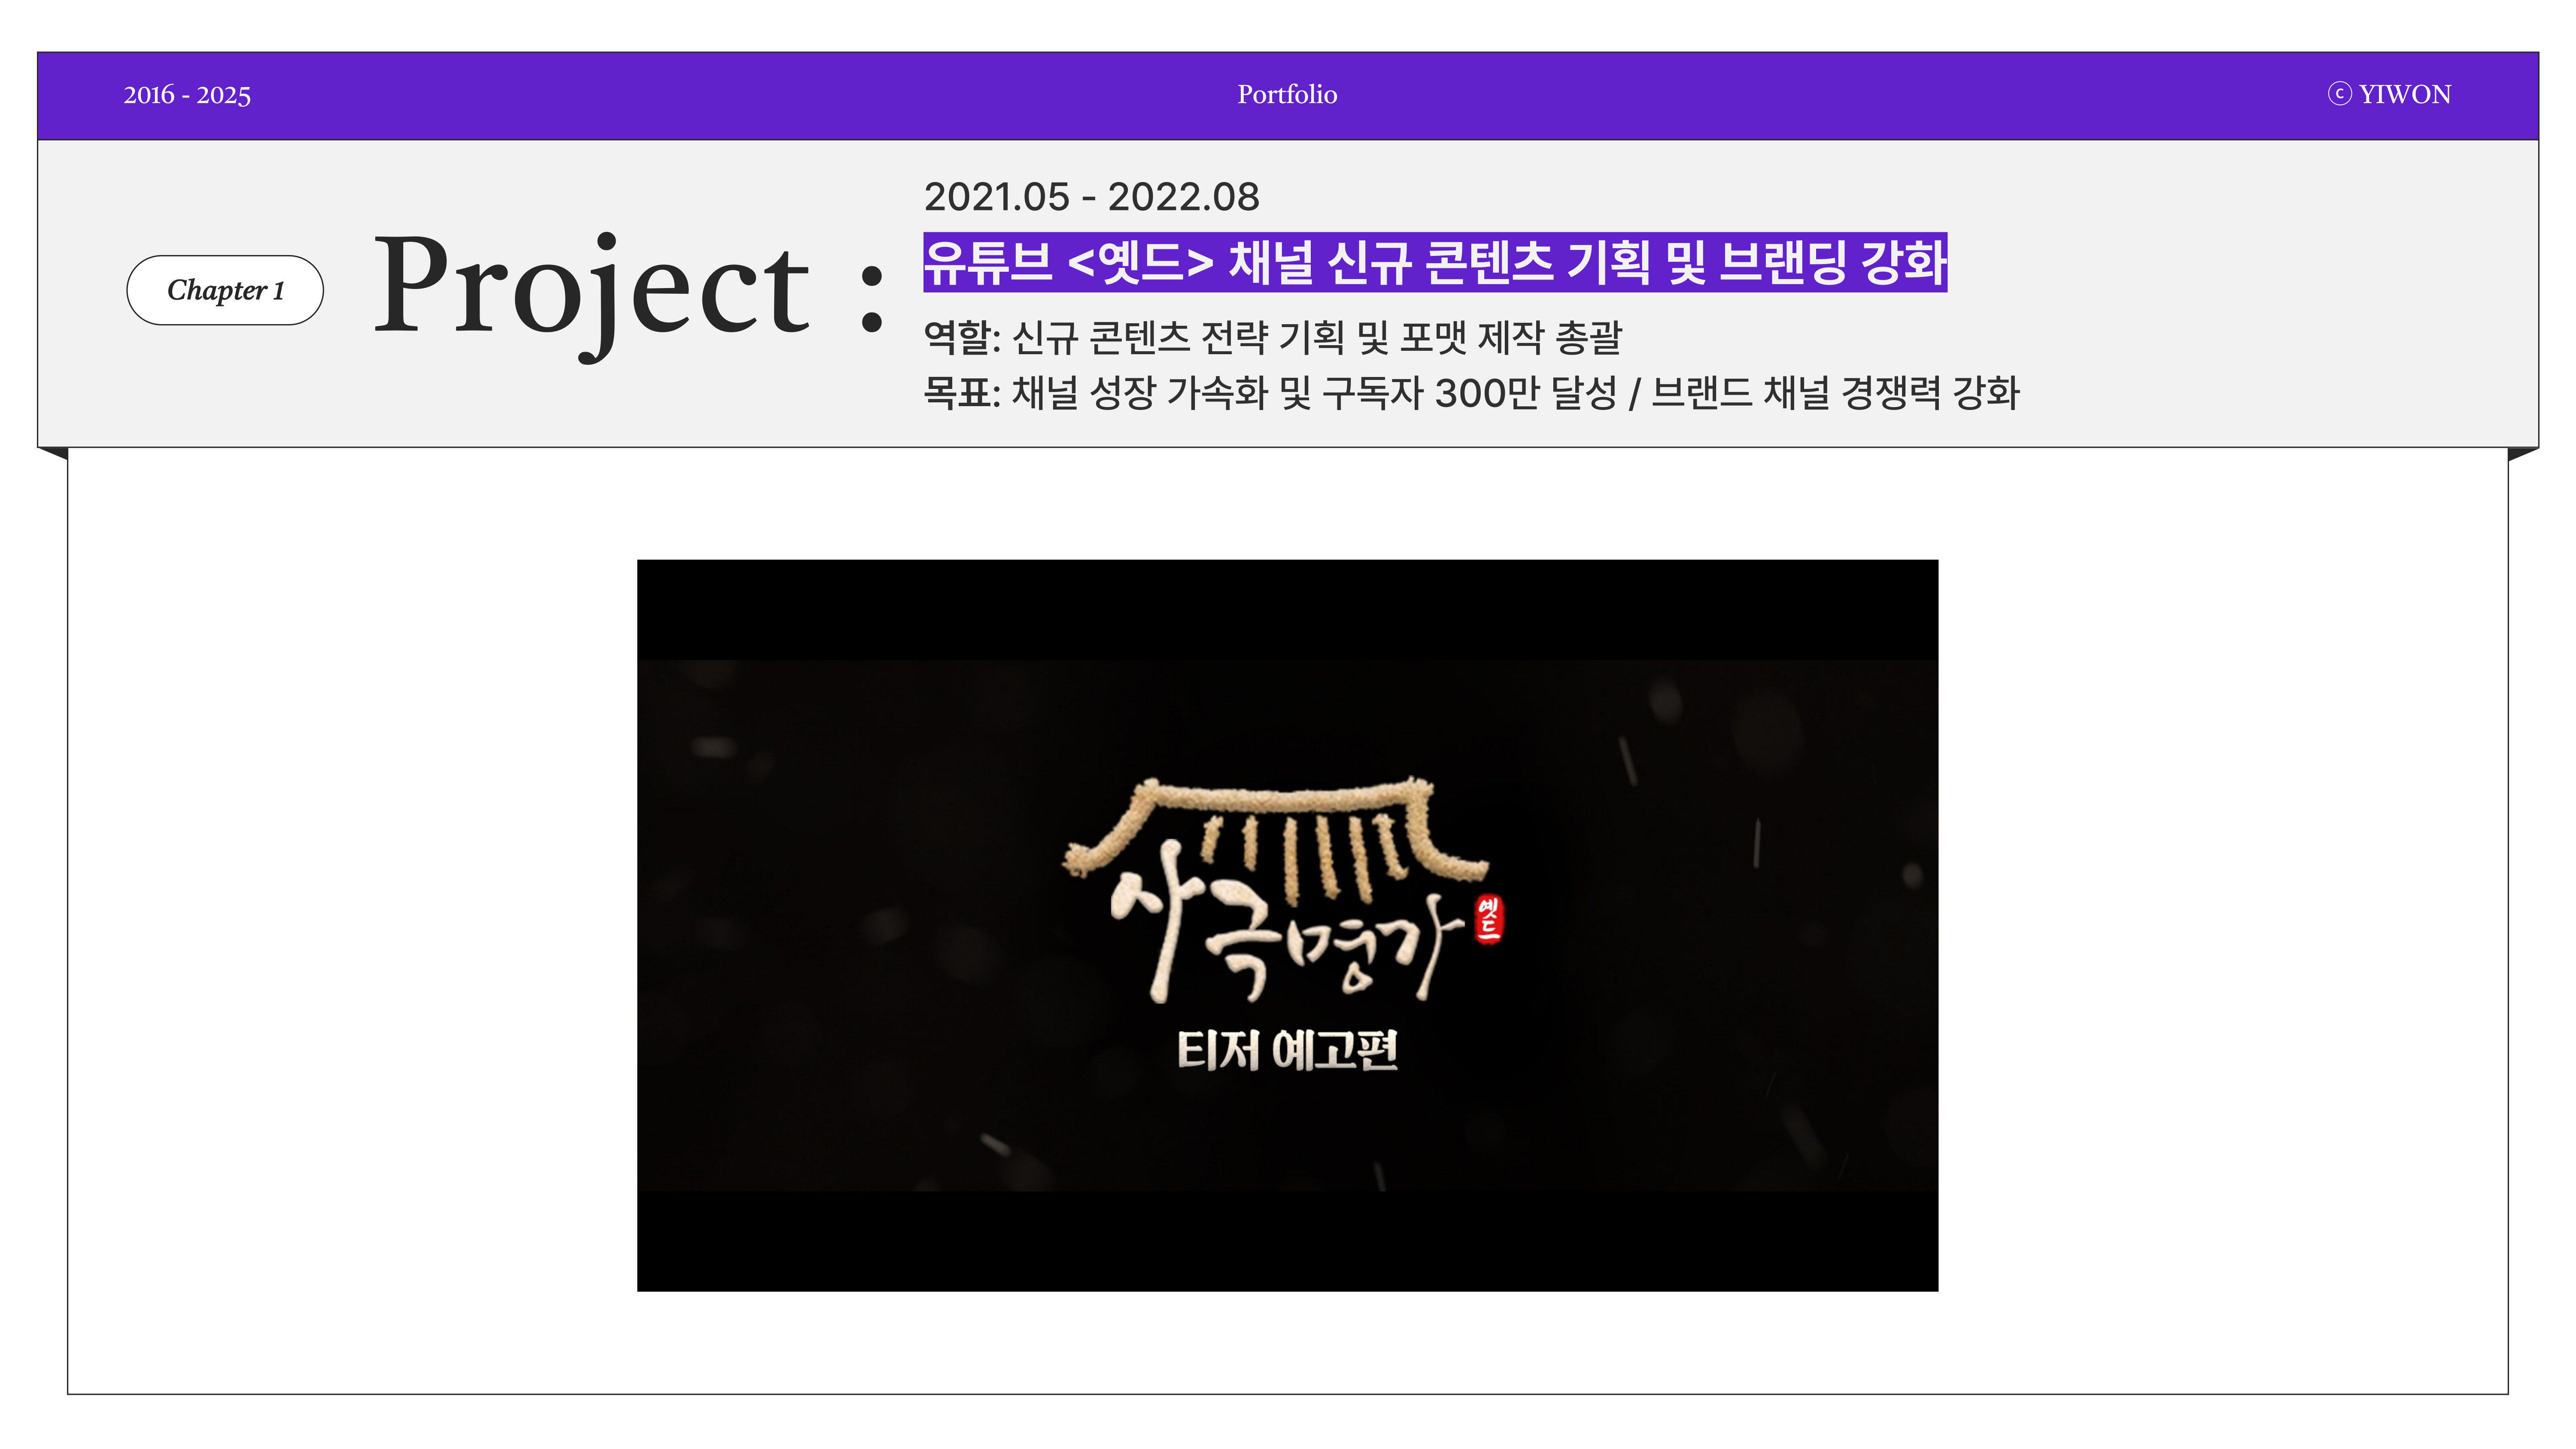 2016 - 2025
Portfolio
ⓒ YIWON
Chapter 1
Project :
2021.05 - 2022.08
유튜브 <옛드> 채널 신규 콘텐츠 기획 및 브랜딩 강화
역할: 신규 콘텐츠 전략 기획 및 포맷 제작 총괄
목표: 채널 성장 가속화 및 구독자 300만 달성 / 브랜드 채널 경쟁력 강화
사극명가
옛드
티저 예고편